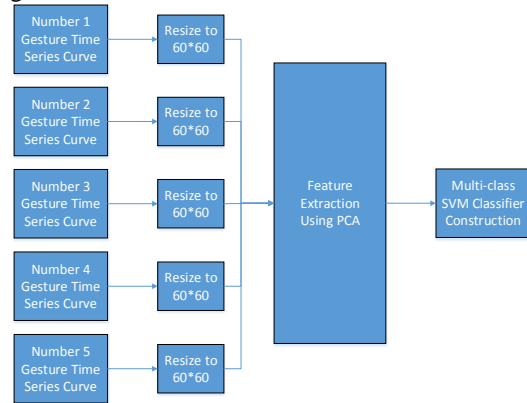 Number 1
Gesture Time
Series Curve
Resize to
60*60
Number 2
Gesture Time
Series Curve
Resize to
60*60
Number 3
Gesture Time
Series Curve
Resize to
60*60
Number 4
Gesture Time
Series Curve
Resize to
60*60
Number 5
Gesture Time
Series Curve
Resize to
60*60
Feature
Extraction
Using PCA
Multi-class
SVM Classifier
Construction